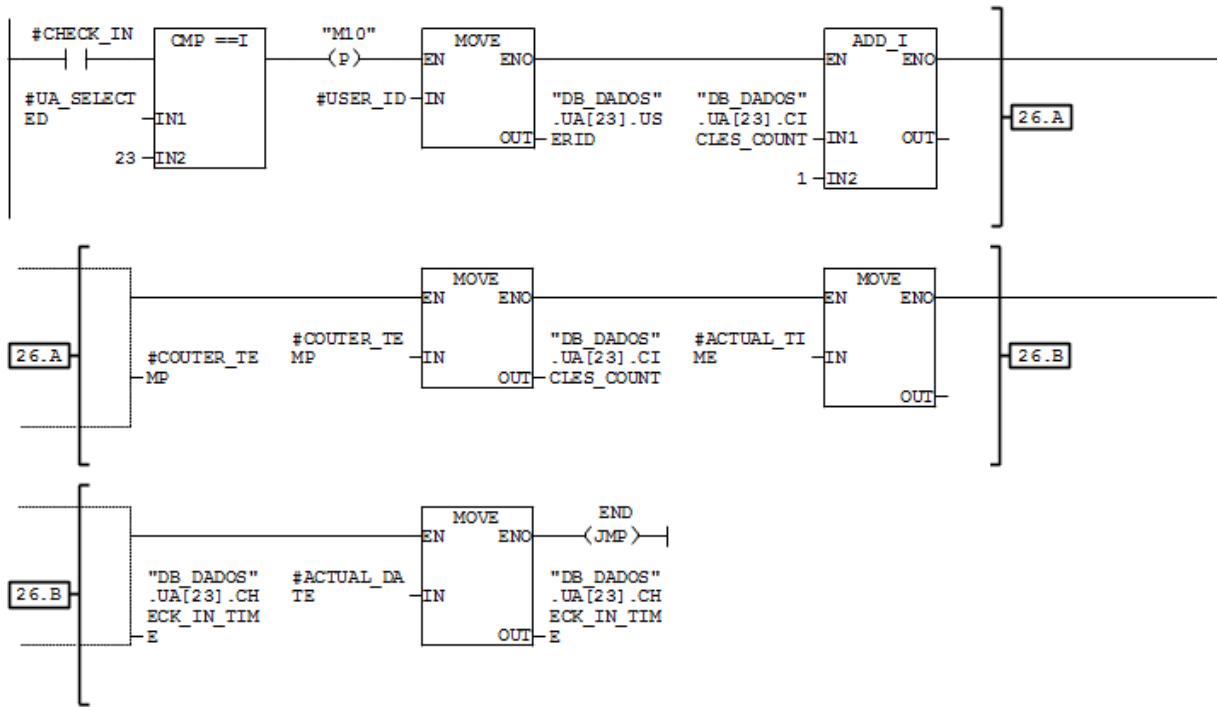 #CHECK_IN
CMP ==I
"M10"
(P)
MOVE
ADD_I
EN ENO
EN ENO
#UA_SELECT
ED
IN1
#USER_ID
IN
"DB_DADOS"
.UA[23].US
ERID
OUT
"DB_DADOS"
.UA[23].CI
CLES_COUNT
IN1
OUT
26.A
23
IN2
1
IN2
MOVE
MOVE
EN ENO
EN ENO
26.A
#COUTER_TE
MP
#COUTER_TE
MP
IN
OUT
"DB_DADOS"
.UA[23].CI
CLES_COUNT
#ACTUAL_TI
ME
IN
OUT
26.B
MOVE
END
EN ENO
(JMP)
26.B
"DB_DADOS"
.UA[23].CH
ECK_IN_TIM
E
#ACTUAL_DA
TE
IN
OUT
"DB_DADOS"
.UA[23].CH
ECK_IN_TIM
E